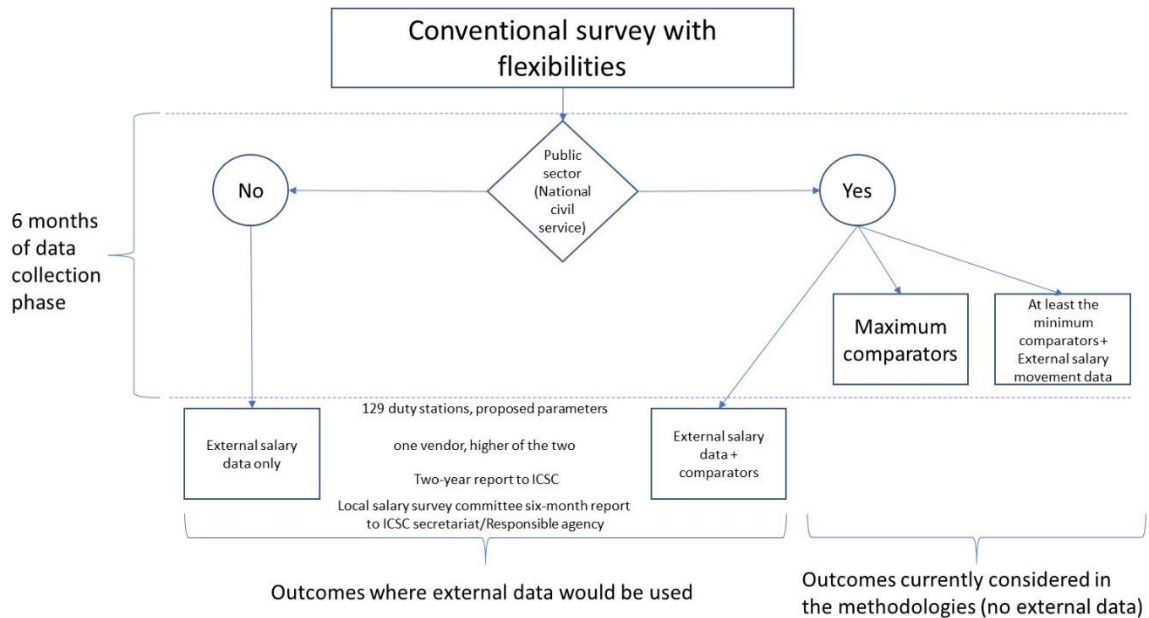 Conventional survey with
flexibilities
Public
sector
(National
civil
service)
No
Yes
6 months
of data
collection
phase
Maximum
comparators
At least the
minimum
comparators +
External salary
movement data
External salary
data only
129 duty stations, proposed parameters
one vendor, higher of the two
Two-year report to ICSC
Local salary survey committee six-month report
to ICSC secretariat/Responsible agency
External salary
data +
comparators
Outcomes where external data would be used
Outcomes currently considered in
the methodologies (no external data)